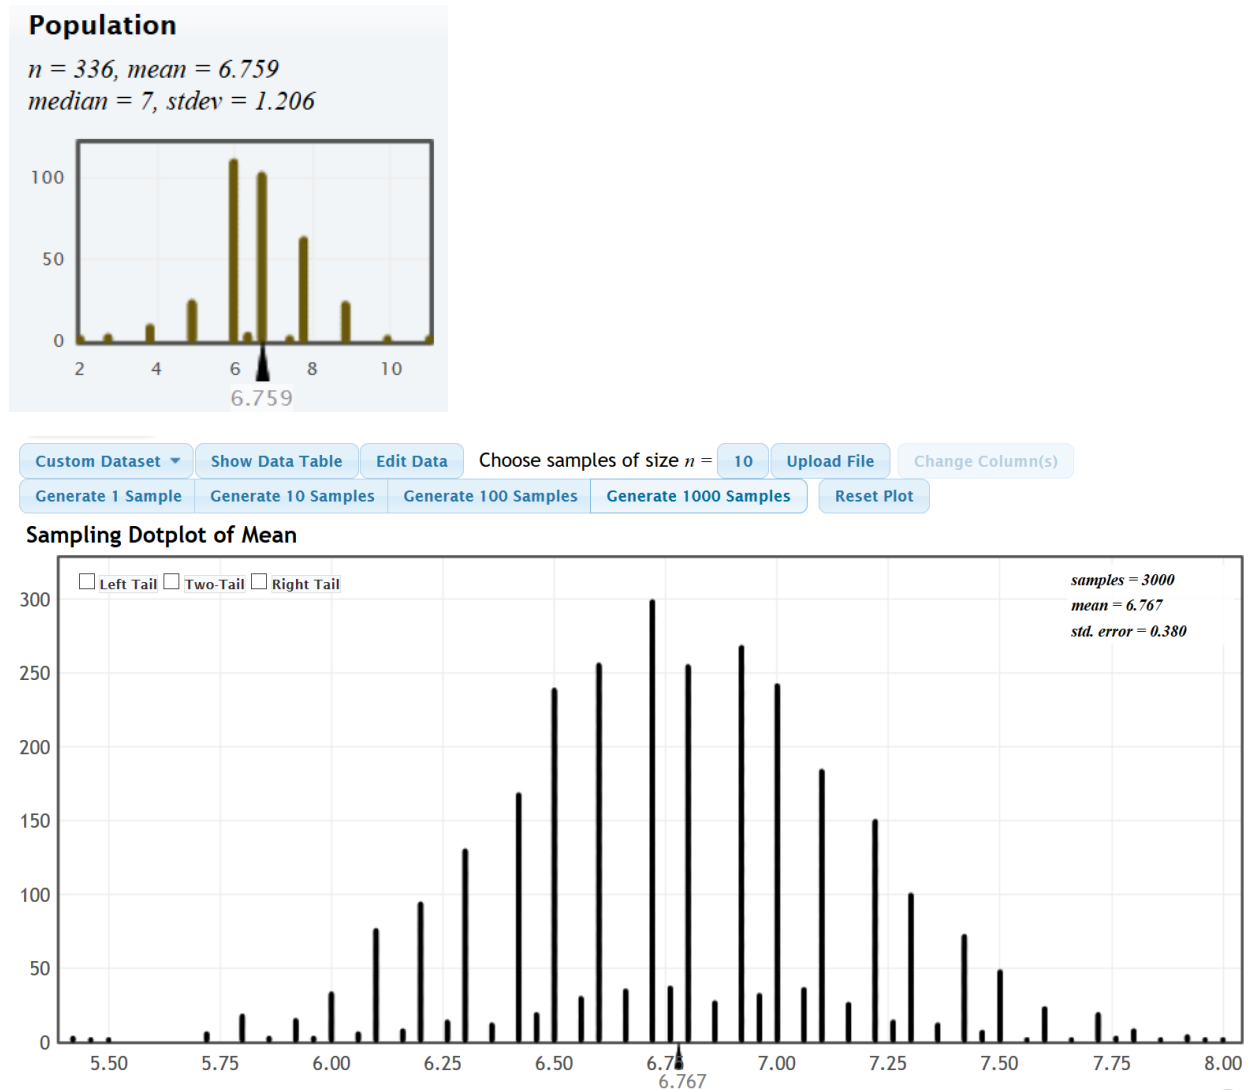 Population
n = 336, mean = 6.759
median = 7, stdev = 1.206
100
50
0
2 4 6 8 10
6.759
Custom Dataset Show Data Table Edit Data Choose samples of size n = 10 Upload File Change Column(s)
Generate 1 Sample Generate 10 Samples Generate 100 Samples Generate 1000 Samples Reset Plot
Sampling Dotplot of Mean
Left Tail Two-Tail Right Tail
samples = 3000
mean = 6.767
std. error = 0.380
300
250
200
150
100
50
0
5.50 5.75 6.00 6.25 6.50 6.75 7.00 7.25 7.50 7.75 8.00
6.767